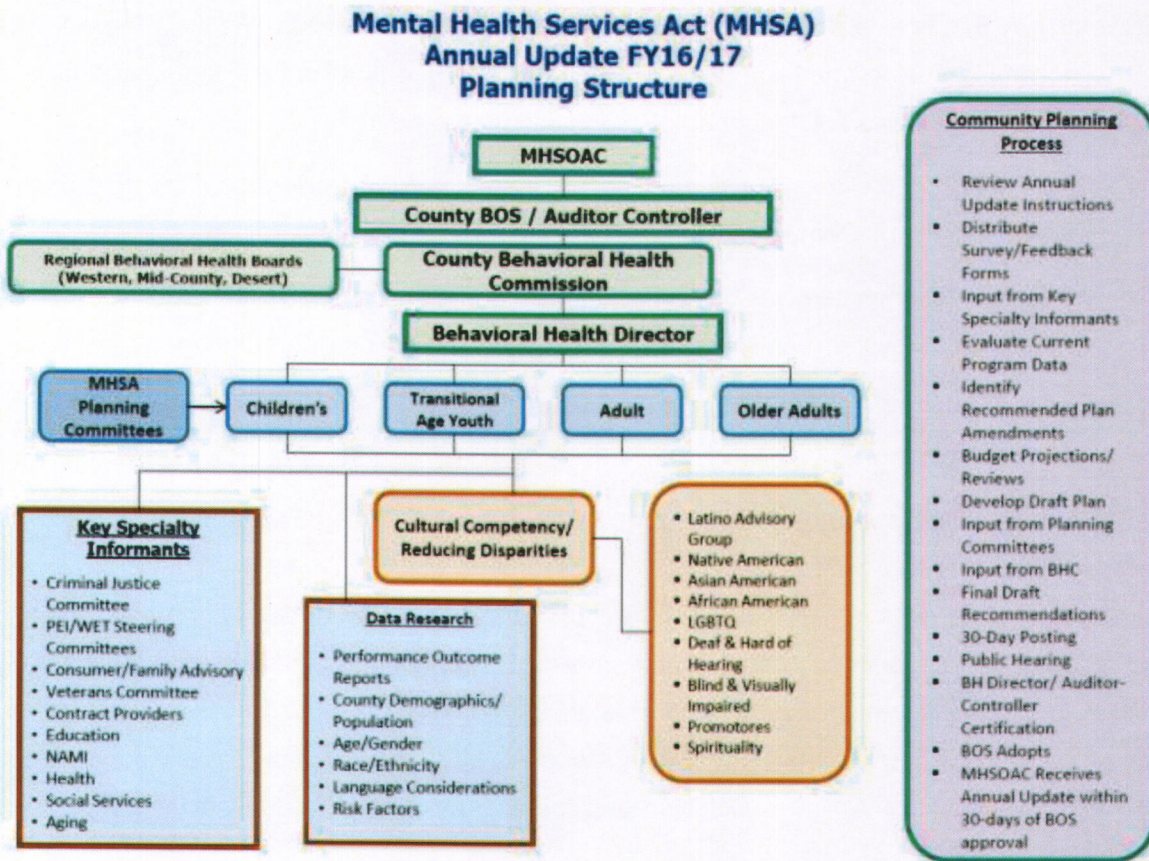 Mental Health Services Act (MHSA)
Annual Update FY16/17
Planning Structure
MHSOAC
County BOS / Auditor Controller
Regional Behavioral Health Boards
(Western, Mid-County, Desert)
County Behavioral Health
Commission
Behavioral Health Director
MHSA
Planning
Committees
Children's
Transitional
Age Youth
Adult
Older Adults
Key Specialty
Informants
• Criminal Justice
Committee
• PEI/WET Steering
Committees
• Consumer/Family Advisory
• Veterans Committee
• Contract Providers
• Education
• NAMI
• Health
• Social Services
• Aging
Cultural Competency/
Reducing Disparities
Data Research
• Performance Outcome
Reports
• County Demographics/
Population
• Age/Gender
• Race/Ethnicity
• Language Considerations
• Risk Factors
▪ Latino Advisory
Group
▪ Native American
▪ Asian American
▪ African American
▪ LGBTQ
▪ Deaf & Hard of
Hearing
▪ Blind & Visually
Impaired
▪ Promotores
▪ Spirituality
Community Planning
Process
• Review Annual
Update Instructions
• Distribute
Survey/Feedback
Forms
• Input from Key
Specialty Informants
• Evaluate Current
Program Data
• Identify
Recommended Plan
Amendments
• Budget Projections/
Reviews
• Develop Draft Plan
• Input from Planning
Committees
• Input from BHC
• Final Draft
Recommendations
• 30-Day Posting
• Public Hearing
• BH Director/ Auditor-
Controller
Certification
• BOS Adopts
• MHSOAC Receives
Annual Update within
30-days of BOS
approval